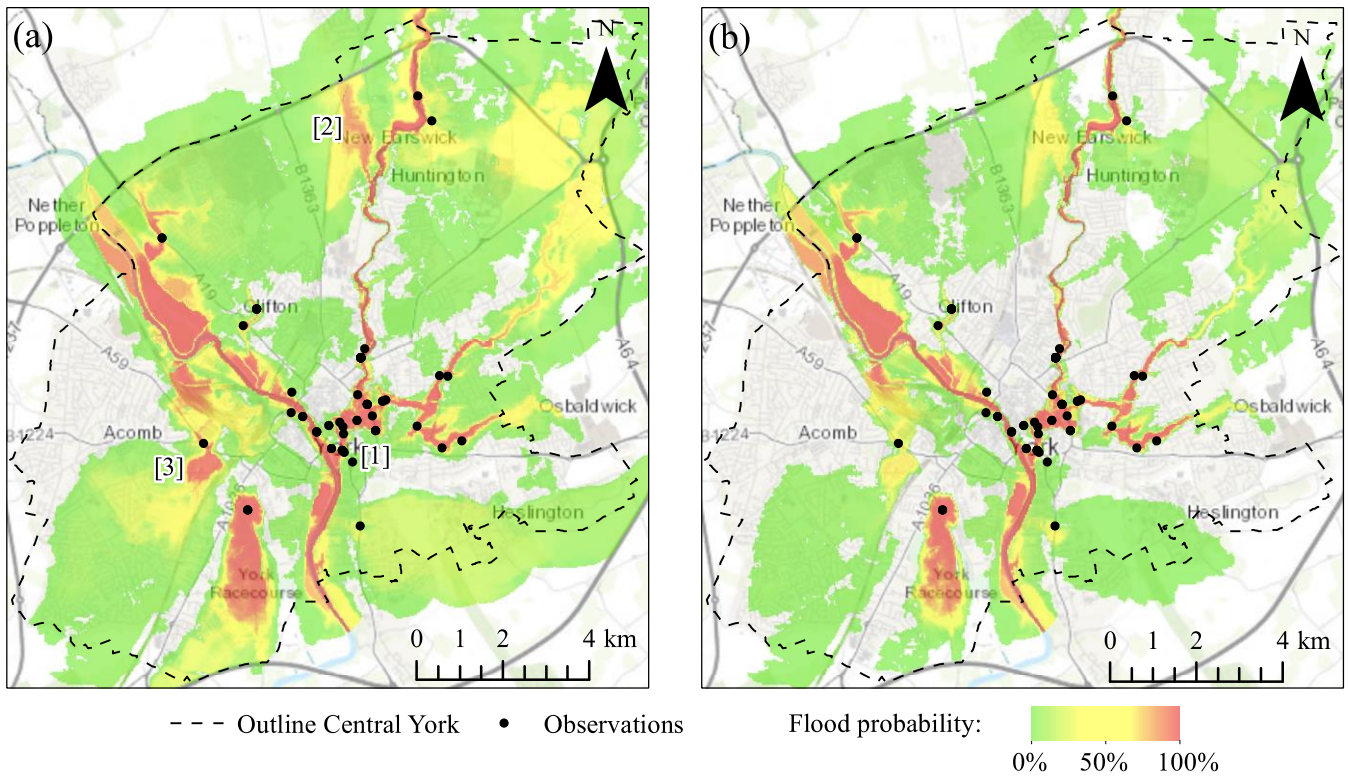 (a)
N
[2]
New Earswick
B1363
Huntington
Nether
Poppleton
A19
Clifton
A59
A64
Osbaldwick
B1224
Acomb
[3]
[1]
A1036
Heslington
York
Racecourse
0 1 2 4 km
(b)
N
New Earswick
B1363
Huntington
Nether
Poppleton
A19
Clifton
A59
A64
Osbaldwick
B1224
Acomb
A1036
Heslington
York
Racecourse
0 1 2 4 km
Outline Central York
Observations
Flood probability:
0% 50% 100%